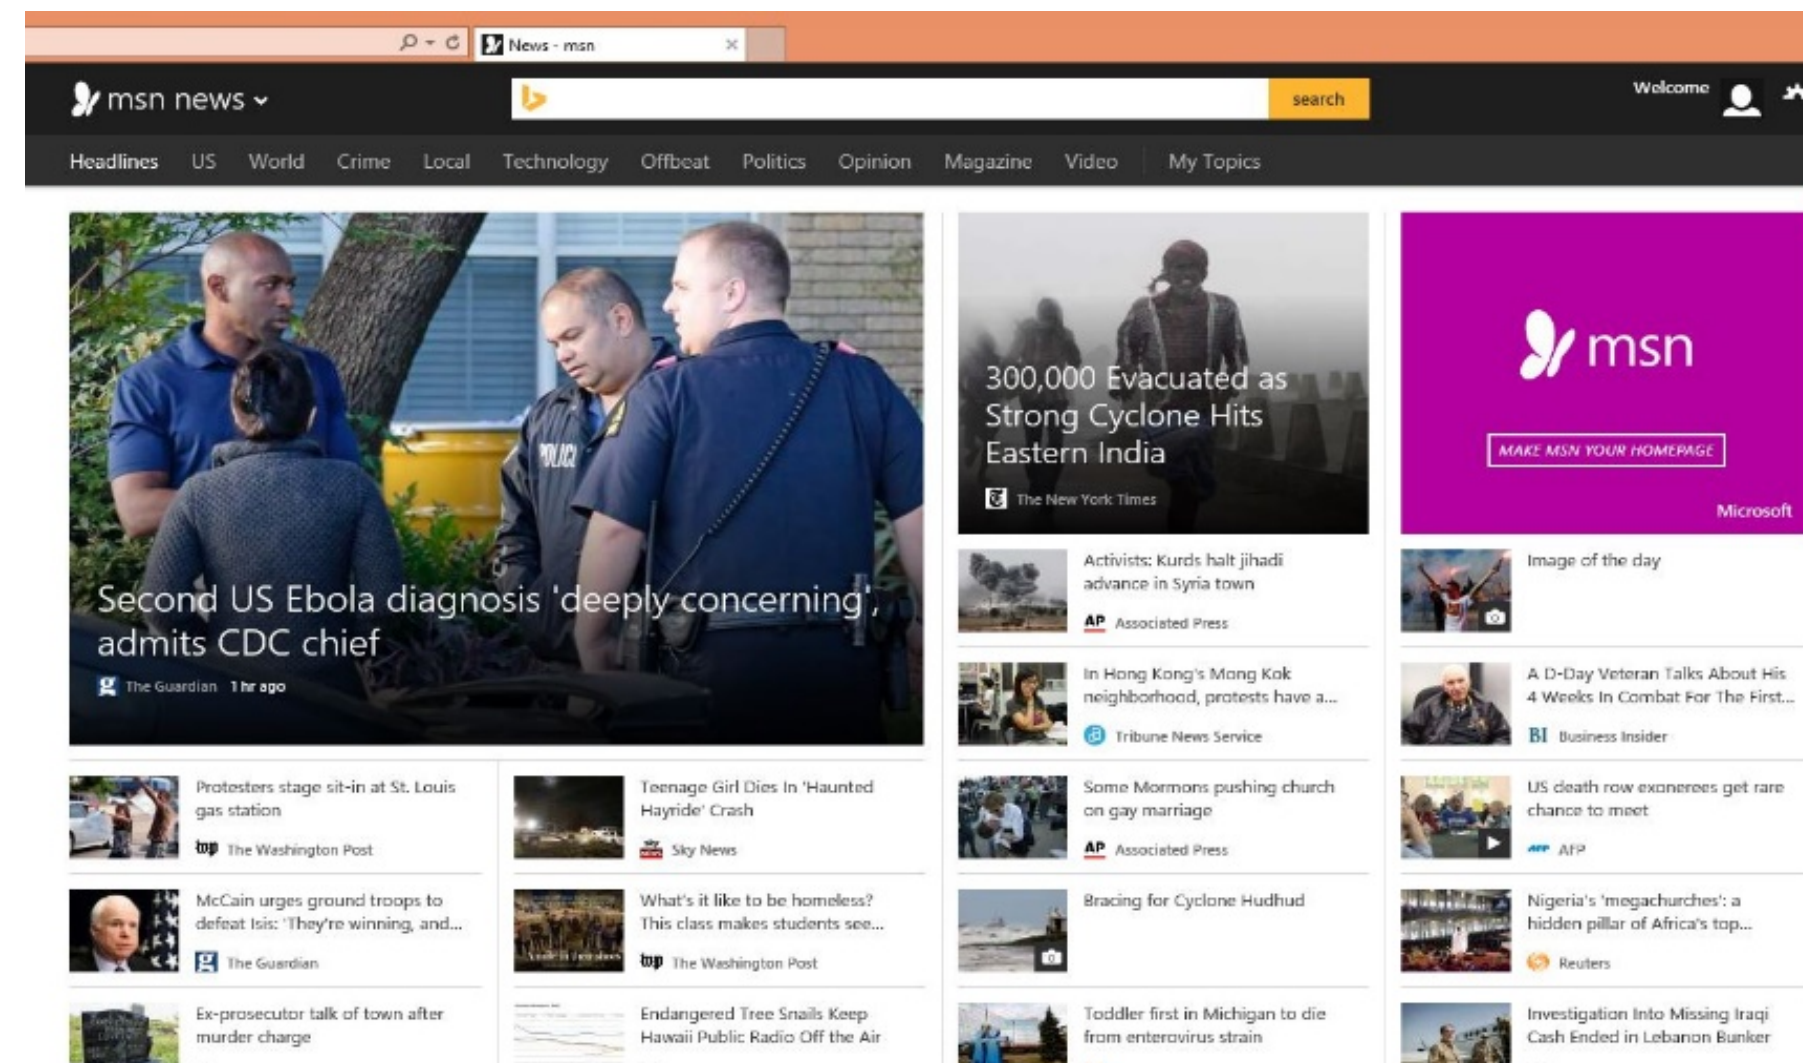 News - msn
msn news
search
Welcome
Headlines US World Crime Local Technology Offbeat Politics Opinion Magazine Video My Topics
POLICE
Second US Ebola diagnosis 'deeply concerning',
admits CDC chief
The Guardian 1 hr ago
300,000 Evacuated as
Strong Cyclone Hits
Eastern India
The New York Times
msn
MAKE MSN YOUR HOMEPAGE
Microsoft
Activists: Kurds halt jihadi
advance in Syria town
AP Associated Press
Image of the day
In Hong Kong's Mong Kok
neighborhood, protests have a...
Tribune News Service
A D-Day Veteran Talks About His
4 Weeks In Combat For The First...
BI Business Insider
Protesters stage sit-in at St. Louis
gas station
wp The Washington Post
Teenage Girl Dies In 'Haunted
Hayride' Crash
sky news Sky News
Some Mormons pushing church
on gay marriage
AP Associated Press
US death row exonerees get rare
chance to meet
AFP AFP
McCain urges ground troops to
defeat Isis: 'They're winning, and...
g The Guardian
What's it like to be homeless?
This class makes students see...
wp The Washington Post
Bracing for Cyclone Hudhud
Nigeria's 'megachurches': a
hidden pillar of Africa's top...
Reuters
Ex-prosecutor talk of town after
murder charge
Endangered Tree Snails Keep
Hawaii Public Radio Off the Air
Toddler first in Michigan to die
from enterovirus strain
Investigation Into Missing Iraqi
Cash Ended in Lebanon Bunker